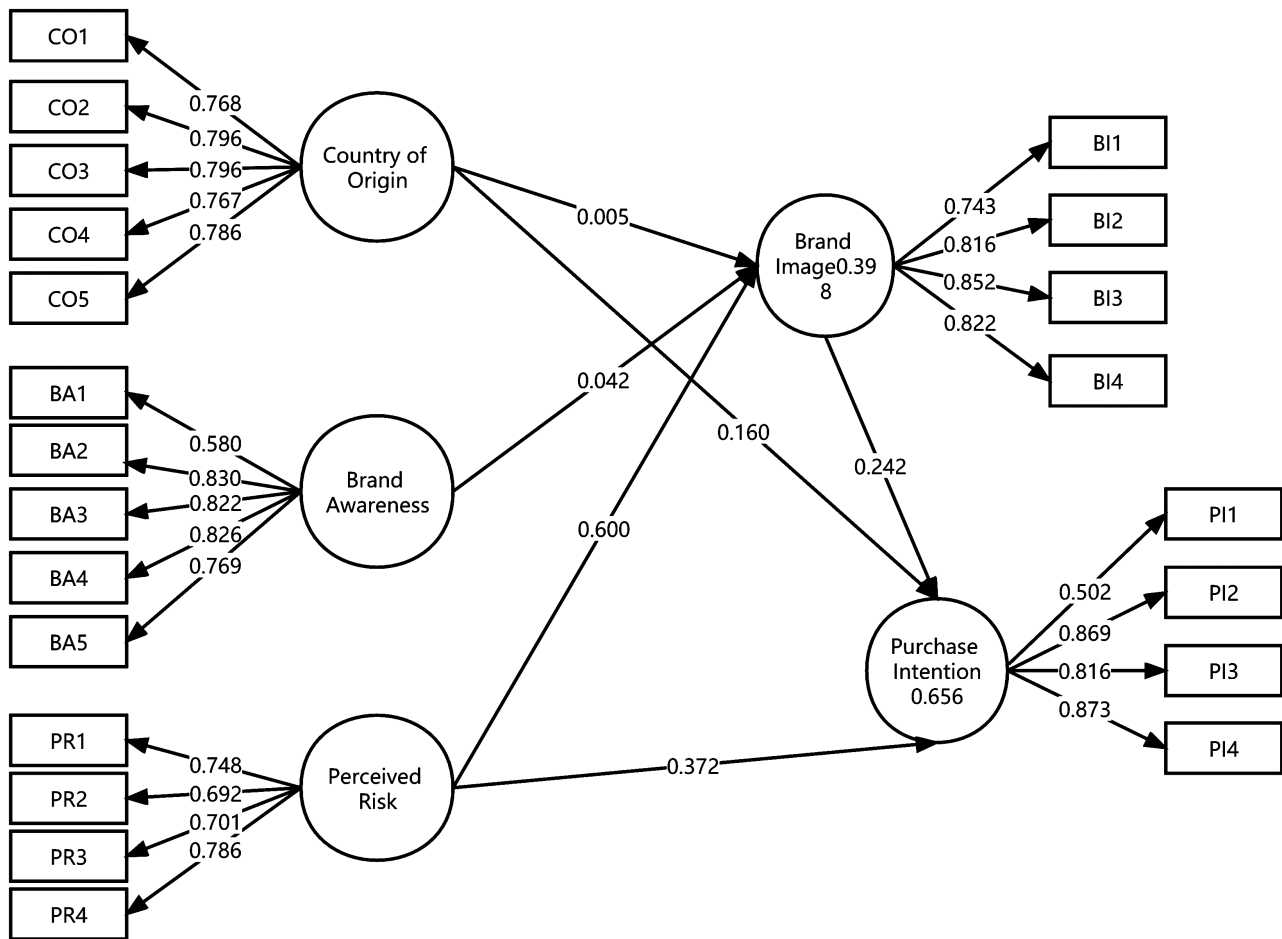 CO1
CO2
CO3
CO4
CO5
0.768
0.796
0.796
0.767
0.786
Country of
Origin
BA1
BA2
BA3
BA4
BA5
0.580
0.830
0.822
0.826
0.769
Brand
Awareness
PR1
PR2
PR3
PR4
0.748
0.692
0.701
0.786
Perceived
Risk
0.005
0.042
0.160
0.600
0.242
0.372
Brand
Image0.39
8
0.743
0.816
0.852
0.822
BI1
BI2
BI3
BI4
Purchase
Intention
0.656
0.502
0.869
0.816
0.873
PI1
PI2
PI3
PI4